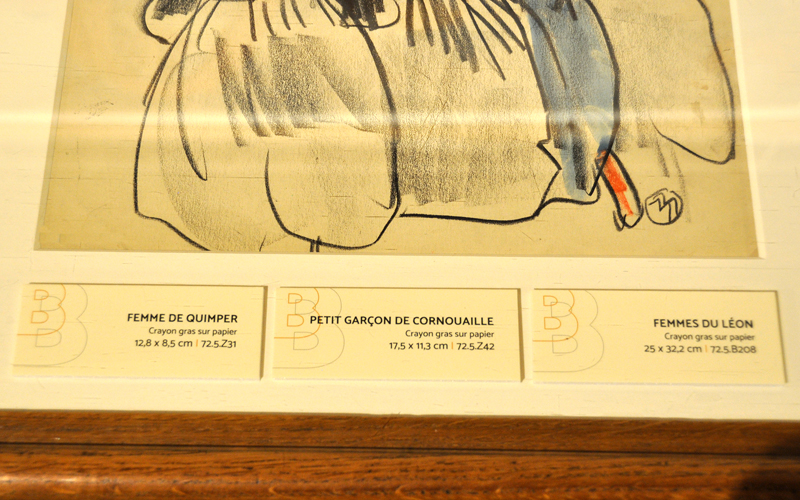 FEMME DE QUIMPER
Crayon gras sur papier
12,8 x 8,5 cm | 72.5.Z31
PETIT GARÇON DE CORNOUAILLE
Crayon gras sur papier
17,5 x 11,3 cm | 72.5.Z42
FEMMES DU LÉON
Crayon gras sur papier
25 x 32,2 cm | 72.5.B208